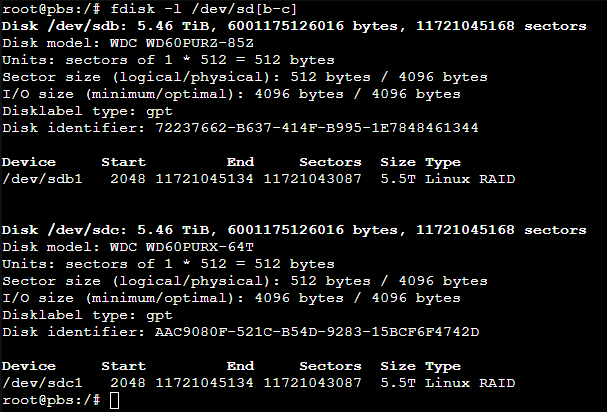 root@pbs:/# fdisk -l /dev/sd[b-c]
Disk /dev/sdb: 5.46 TiB, 6001175126016 bytes, 11721045168 sectors
Disk model: WDC WD60PURZ-85Z
Units: sectors of 1 * 512 = 512 bytes
Sector size (logical/physical): 512 bytes / 4096 bytes
I/O size (minimum/optimal): 4096 bytes / 4096 bytes
Disklabel type: gpt
Disk identifier: 72237662-B637-414F-B995-1E7848461344
Device     Start         End     Sectors  Size Type
/dev/sdb1   2048 11721045134 11721043087  5.5T Linux RAID
Disk /dev/sdc: 5.46 TiB, 6001175126016 bytes, 11721045168 sectors
Disk model: WDC WD60PURX-64T
Units: sectors of 1 * 512 = 512 bytes
Sector size (logical/physical): 512 bytes / 4096 bytes
I/O size (minimum/optimal): 4096 bytes / 4096 bytes
Disklabel type: gpt
Disk identifier: AAC9080F-521C-B54D-9283-15BCF6F4742D
Device     Start         End     Sectors  Size Type
/dev/sdc1   2048 11721045134 11721043087  5.5T Linux RAID
root@pbs:/#